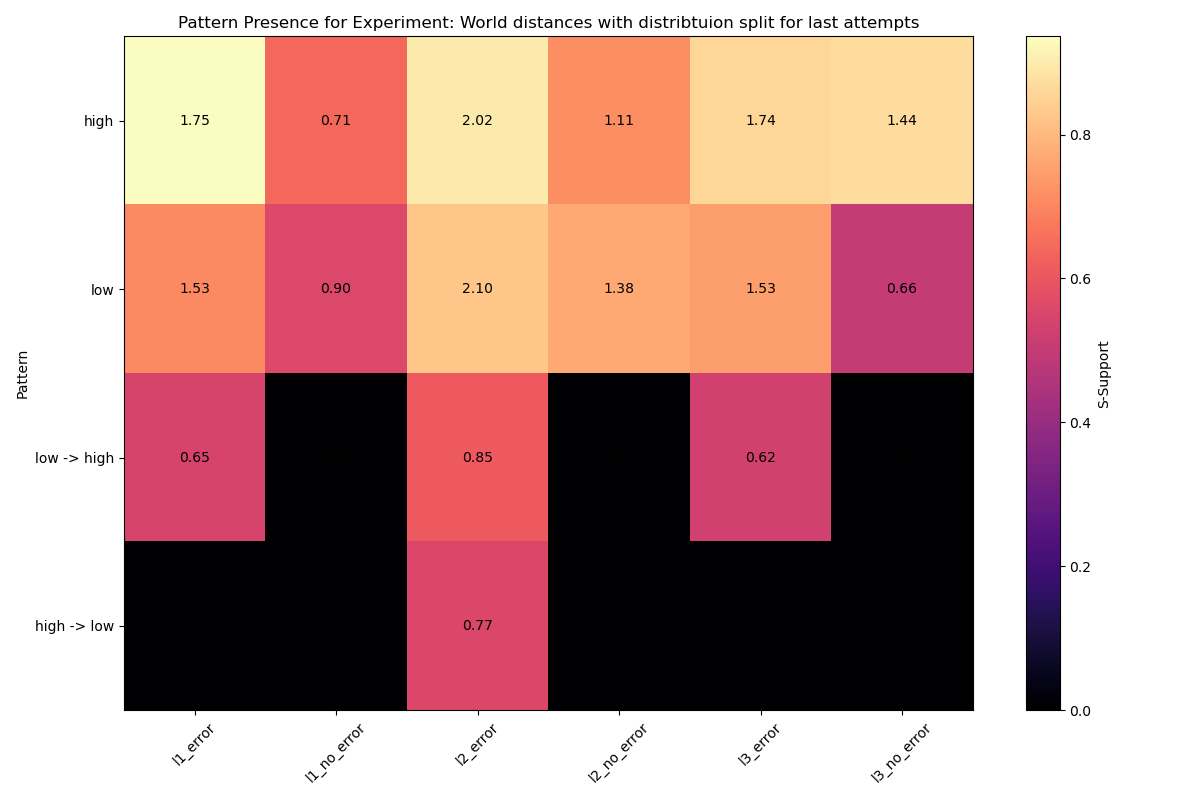 Pattern Presence for Experiment: World distances with distribtuion split for last attempts
high
1.75 0.71 2.02 1.11 1.74 1.44
low
1.53 0.90 2.10 1.38 1.53 0.66
low -> high
0.65 0.85 0.62
high -> low
0.77
Pattern
l1_error
l1_no_error
l2_error
l2_no_error
l3_error
l3_no_error
0.8
0.6
0.4
0.2
0.0
S-Support